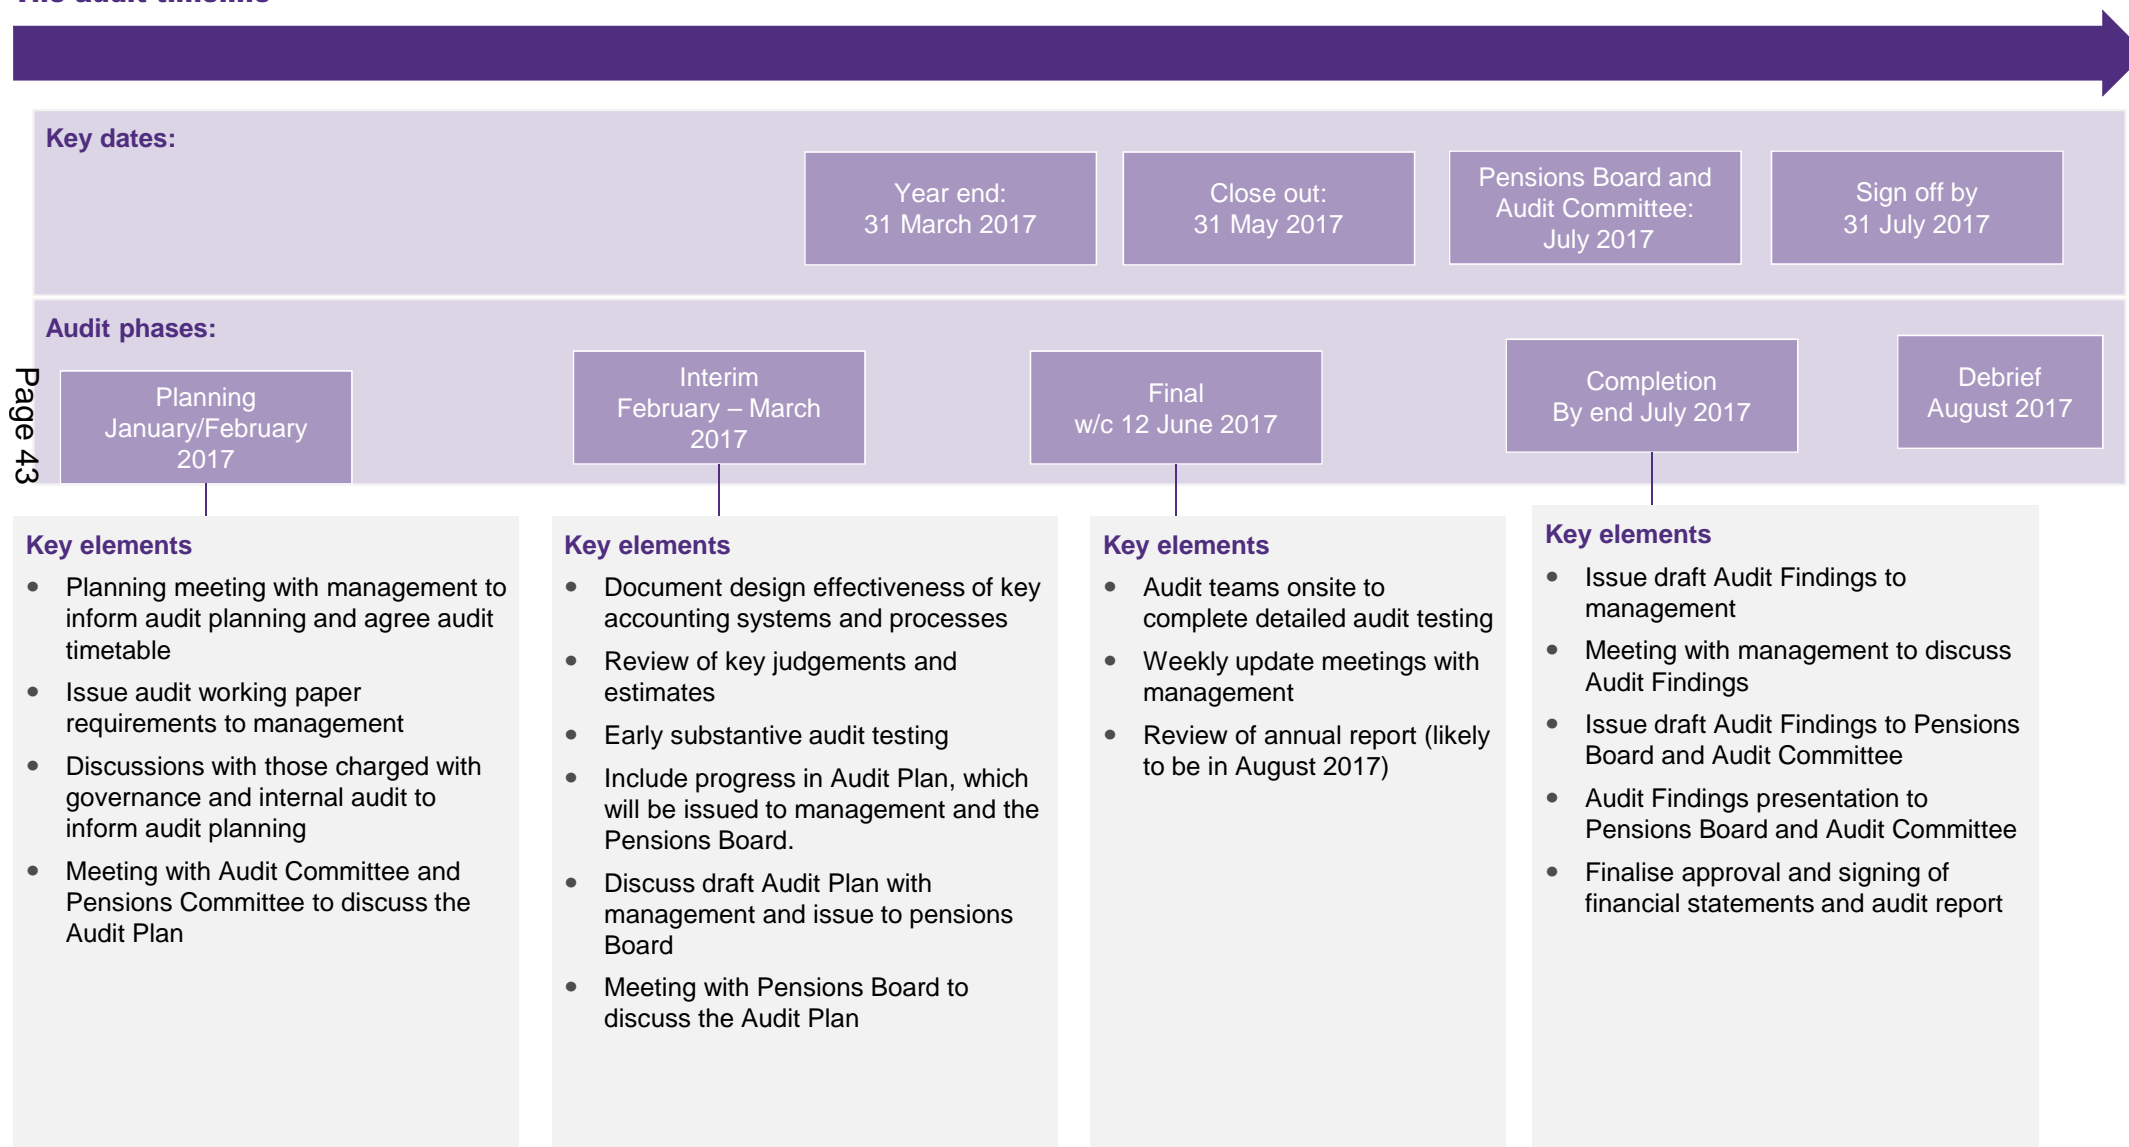 The audit timeline
Key dates:
Year end:
31 March 2017
Close out:
31 May 2017
Pensions Board and
Audit Committee:
July 2017
Sign off by
31 July 2017
Audit phases:
Planning
January/February
2017
Interim
February – March
2017
Final
w/c 12 June 2017
Completion
By end July 2017
Debrief
August 2017
Page 43
Key elements
• Planning meeting with management to
inform audit planning and agree audit
timetable
• Issue audit working paper
requirements to management
• Discussions with those charged with
governance and internal audit to
inform audit planning
• Meeting with Audit Committee and
Pensions Committee to discuss the
Audit Plan
Key elements
• Document design effectiveness of key
accounting systems and processes
• Review of key judgements and
estimates
• Early substantive audit testing
• Include progress in Audit Plan, which
will be issued to management and the
Pensions Board.
• Discuss draft Audit Plan with
management and issue to pensions
Board
• Meeting with Pensions Board to
discuss the Audit Plan
Key elements
• Audit teams onsite to
complete detailed audit testing
• Weekly update meetings with
management
• Review of annual report (likely
to be in August 2017)
Key elements
• Issue draft Audit Findings to
management
• Meeting with management to discuss
Audit Findings
• Issue draft Audit Findings to Pensions
Board and Audit Committee
• Audit Findings presentation to
Pensions Board and Audit Committee
• Finalise approval and signing of
financial statements and audit report